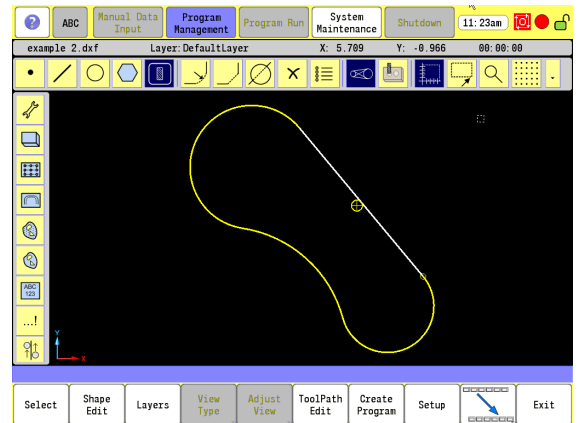 ?
ABC
Manual Data
Input
Program
Management
Program Run
System
Maintenance
Shutdown
11:23am
example 2.dxf
Layer:DefaultLayer
X: 5.709
Y: -0.966
00:00:00
ABC
123
...!
Y
X
Select
Shape
Edit
Layers
View
Type
Adjust
View
ToolPath
Edit
Create
Program
Setup
Exit